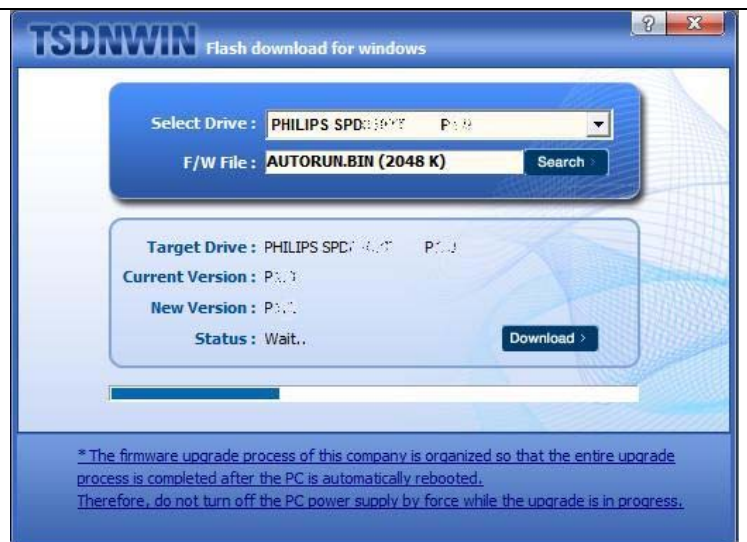 TSDNWIN Flash download for windows
Select Drive : PHILIPS
F/W File : AUTORUN.BIN (2048 K) Search >
Target Drive : PHILIPS
Current Version :
New Version :
Status : Wait..
Download >
* The firmware upgrade process of this company is organized so that the entire upgrade
process is completed after the PC is automatically rebooted.
Therefore, do not turn off the PC power supply by force while the upgrade is in progress.